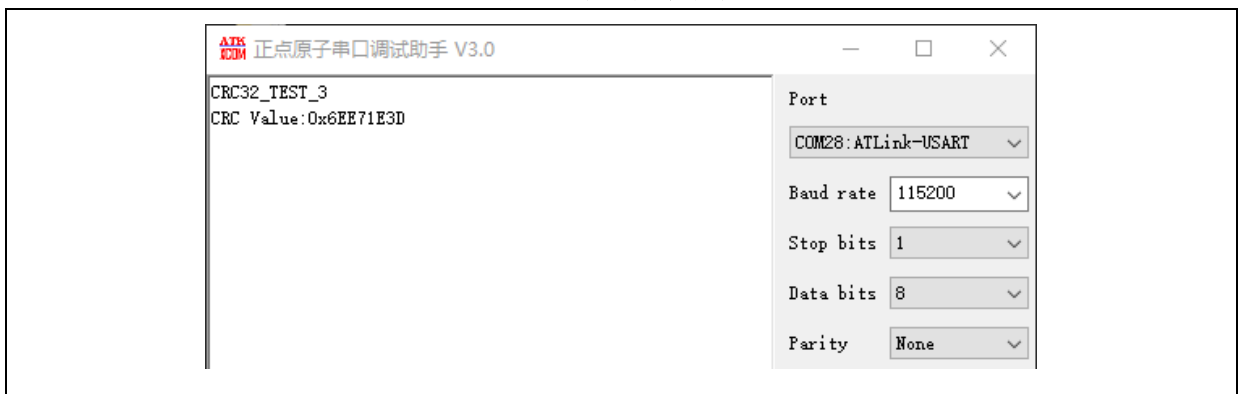 ATK
XCOM
正点原子串口调试助手 V3.0
CRC32_TEST_3
CRC Value:0x6EE71E3D
Port
COM28:ATLink-USART
Baud rate 115200
Stop bits 1
Data bits 8
Parity None